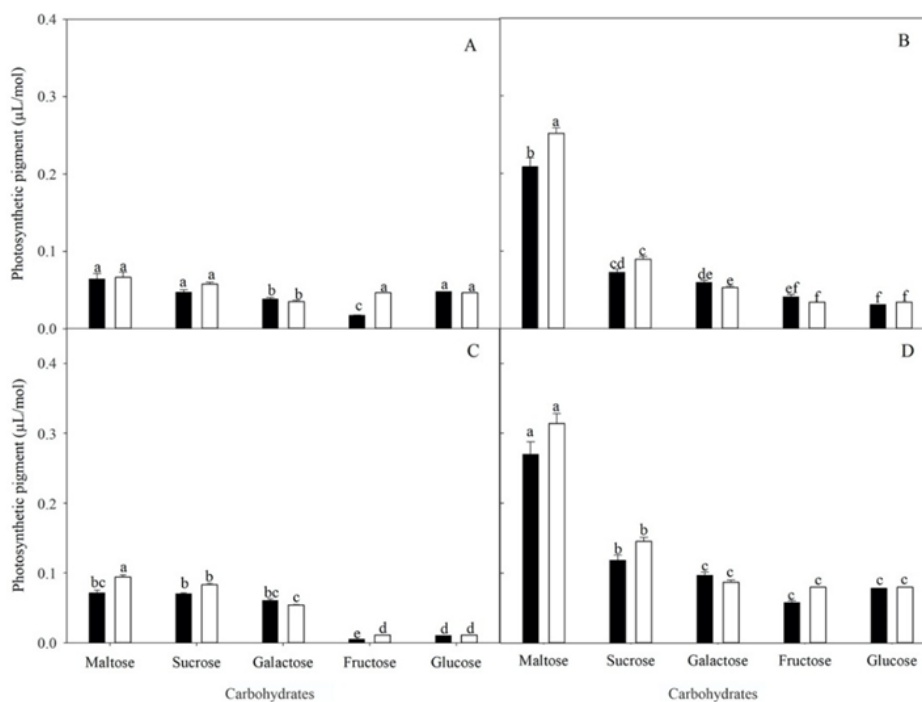 A
B
Photosynthetic pigment (µL/mol)
0.4
0.3
0.2
0.1
0.0
a a a a b b c a a a
b a cd c de e ef f f f
C
D
Photosynthetic pigment (µL/mol)
0.4
0.3
0.2
0.1
0.0
bc a b b bc c e d d d
a a b b c c c c c c
Maltose Sucrose Galactose Fructose Glucose
Maltose Sucrose Galactose Fructose Glucose
Carbohydrates
Carbohydrates